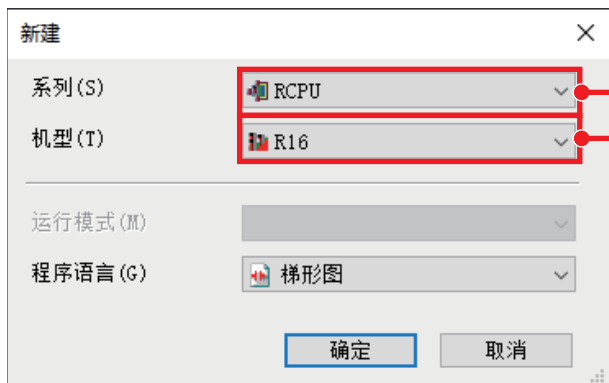 新建
系列(S) RCPU
机型(T) R16
运行模式(M)
程序语言(G) 梯形图
确定 取消